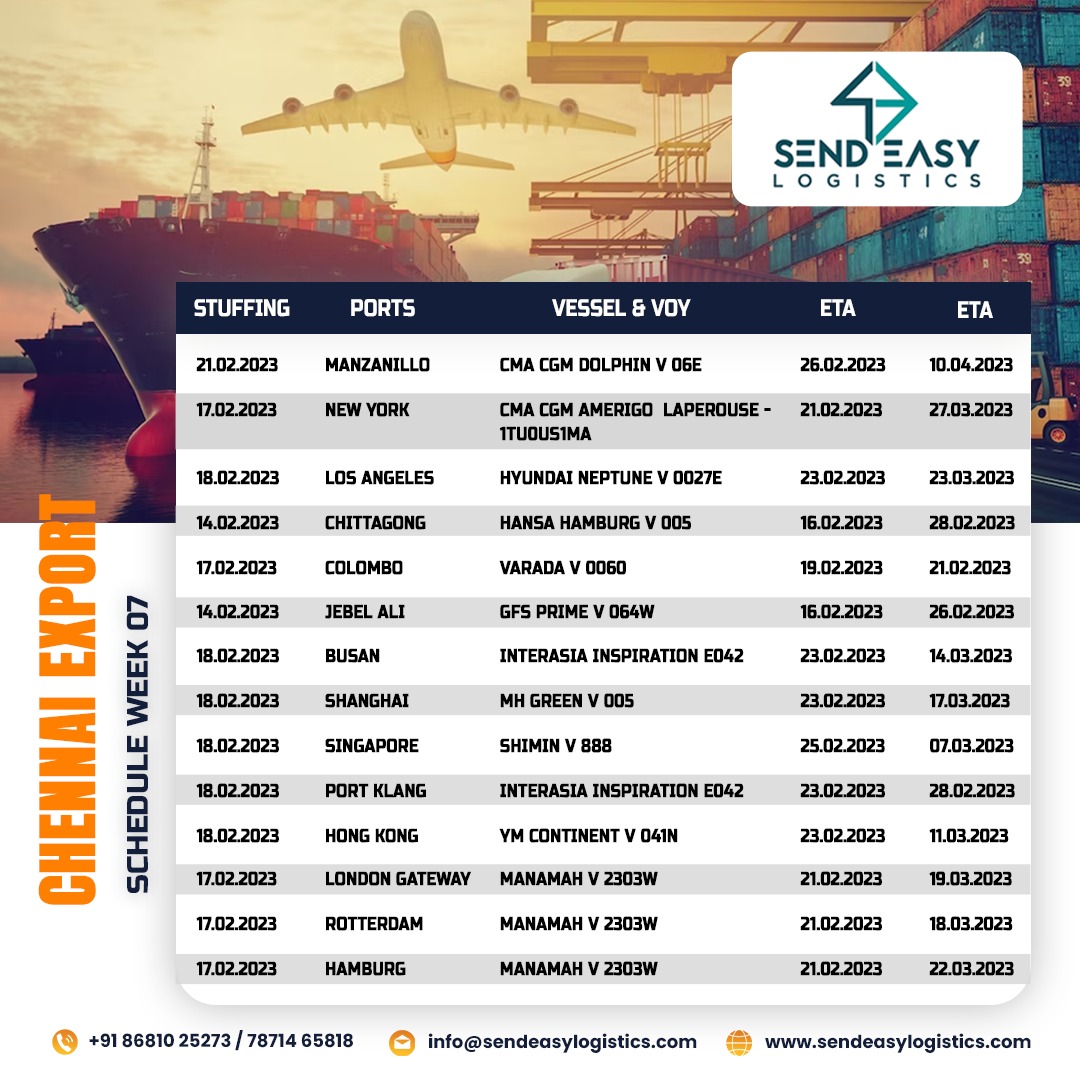 SEND EASY
LOGISTICS
STUFFING PORTS VESSEL & VOY ETA ETA
21.02.2023 MANZANILLO CMA CGM DOLPHIN V 06E 26.02.2023 10.04.2023
17.02.2023 NEW YORK CMA CGM AMERIGO LAPEROUSE - 21.02.2023 27.03.2023
1TU0US1MA
18.02.2023 LOS ANGELES HYUNDAI NEPTUNE V 0027E 23.02.2023 23.03.2023
14.02.2023 CHITTAGONG HANSA HAMBURG V 005 16.02.2023 28.02.2023
17.02.2023 COLOMBO VARADA V 0060 19.02.2023 21.02.2023
14.02.2023 JEBEL ALI GFS PRIME V 064W 16.02.2023 26.02.2023
18.02.2023 BUSAN INTERASIA INSPIRATION E042 23.02.2023 14.03.2023
18.02.2023 SHANGHAI MH GREEN V 005 23.02.2023 17.03.2023
18.02.2023 SINGAPORE SHIMIN V 888 25.02.2023 07.03.2023
18.02.2023 PORT KLANG INTERASIA INSPIRATION E042 23.02.2023 28.02.2023
18.02.2023 HONG KONG YM CONTINENT V 041N 23.02.2023 11.03.2023
17.02.2023 LONDON GATEWAY MANAMAH V 2303W 21.02.2023 19.03.2023
17.02.2023 ROTTERDAM MANAMAH V 2303W 21.02.2023 18.03.2023
17.02.2023 HAMBURG MANAMAH V 2303W 21.02.2023 22.03.2023
CHENNAI EXPORT
SCHEDULE WEEK 07
+91 86810 25273 / 78714 65818 info@sendeasylogistics.com www.sendeasylogistics.com